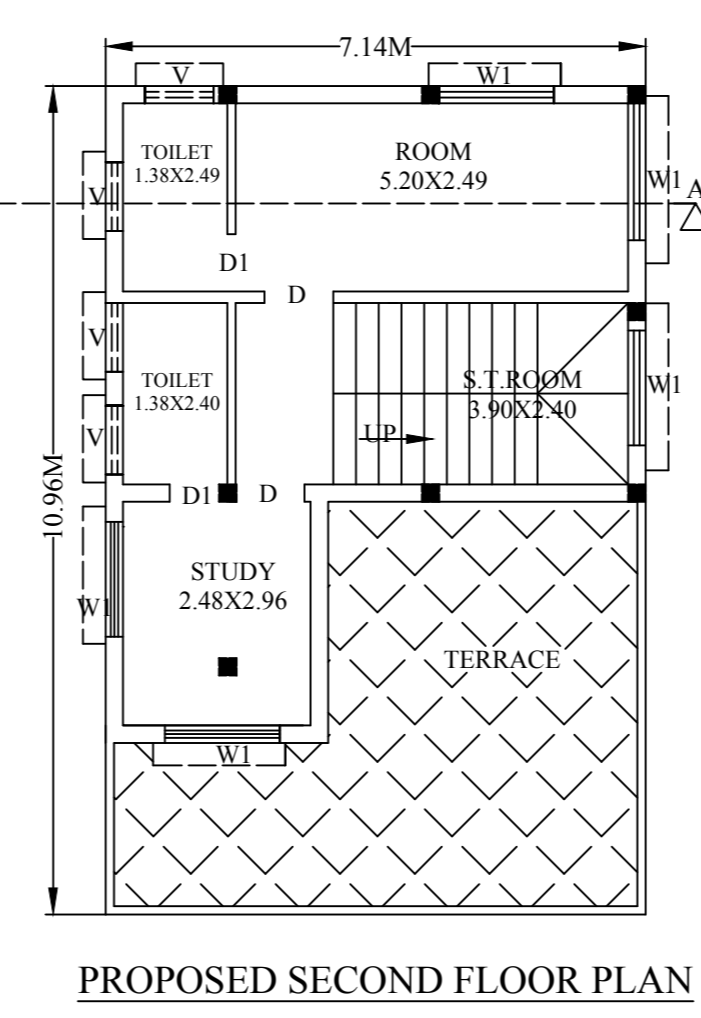 7.14M
V
W1
TOILET
1.38X2.49
ROOM
5.20X2.49
V
W1
A
D1
D
V
TOILET
1.38X2.40
S.T.ROOM
3.90X2.40
W1
V
UP
10.96M
D1
D
STUDY
2.48X2.96
W1
TERRACE
W1
PROPOSED SECOND FLOOR PLAN